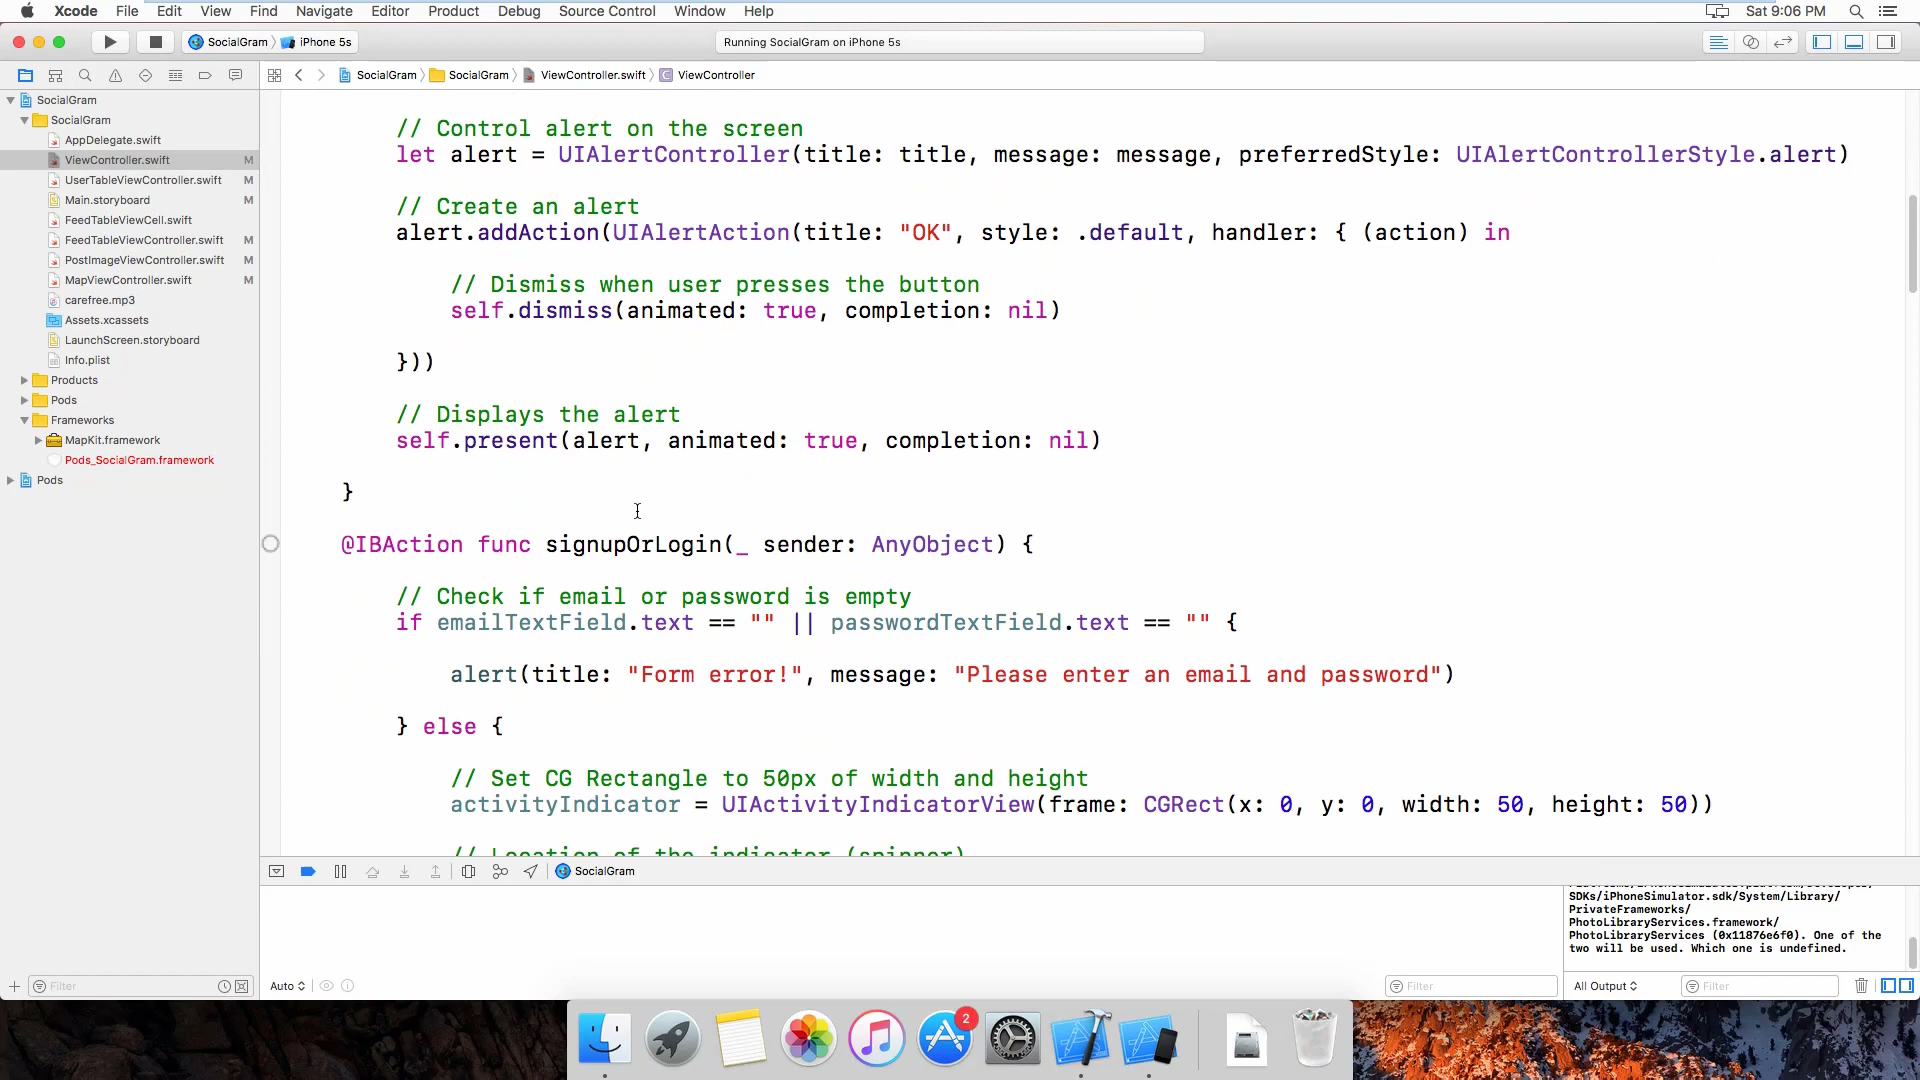 Xcode File Edit View Find Navigate Editor Product Debug Source Control Window Help Sat 9:06 PM
SocialGram iPhone 5s Running SocialGram on iPhone 5s
SocialGram SocialGram ViewController.swift C ViewController
SocialGram
SocialGram
AppDelegate.swift
ViewController.swift M
UserTableViewController.swift M
Main.storyboard M
FeedTableViewCell.swift
FeedTableViewController.swift M
PostImageViewController.swift M
MapViewController.swift M
carefree.mp3
Assets.xcassets
LaunchScreen.storyboard
Info.plist
Products
Pods
Frameworks
MapKit.framework
Pods_SocialGram.framework
Pods
Filter
// Control alert on the screen
let alert = UIAlertController(title: title, message: message, preferredStyle: UIAlertControllerStyle.alert)
// Create an alert
alert.addAction(UIAlertAction(title: "OK", style: .default, handler: { (action) in
// Dismiss when user presses the button
self.dismiss(animated: true, completion: nil)
}))
// Displays the alert
self.present(alert, animated: true, completion: nil)
}
@IBAction func signupOrLogin(_ sender: AnyObject) {
// Check if email or password is empty
if emailTextField.text == "" || passwordTextField.text == "" {
alert(title: "Form error!", message: "Please enter an email and password")
} else {
// Set CG Rectangle to 50px of width and height
activityIndicator = UIActivityIndicatorView(frame: CGRect(x: 0, y: 0, width: 50, height: 50))
// Location of the indicator (spinner)
SocialGram
SDKs/iPhoneSimulator.sdk/System/Library/
PrivateFrameworks/
PhotoLibraryServices.framework/
PhotoLibraryServices (0x11876e6f0). One of the
two will be used. Which one is undefined.
Auto Filter All Output Filter
2